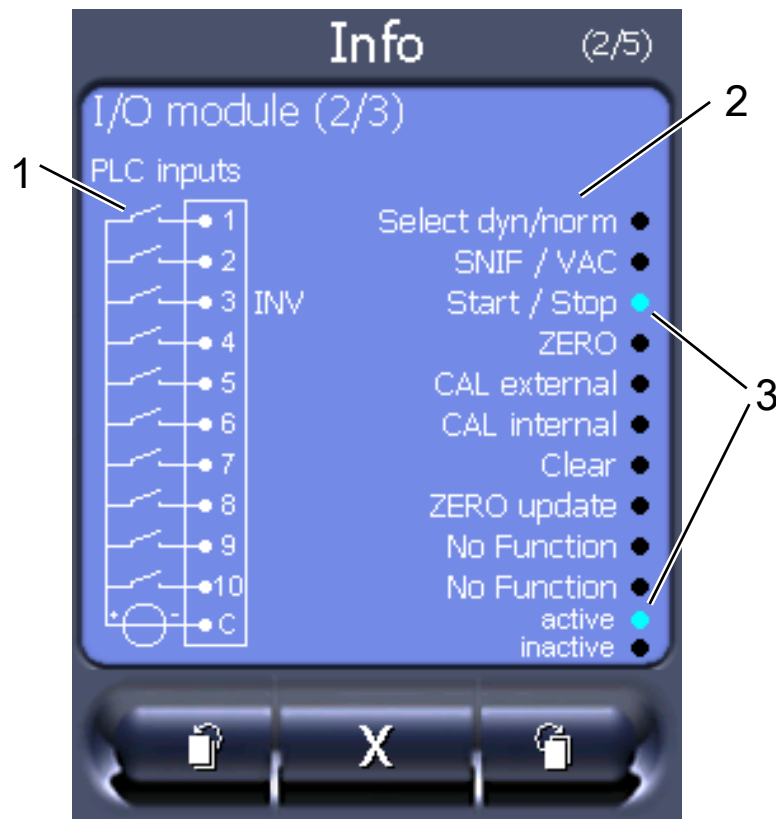 Info (2/5)
I/O module (2/3)
2
PLC inputs
1
1 Select dyn/norm
2 SNIF / VAC
3 INV Start / Stop
4 ZERO
5 CAL external
3
6 CAL internal
7 Clear
8 ZERO update
9 No Function
10 No Function
+ - C active
inactive
X